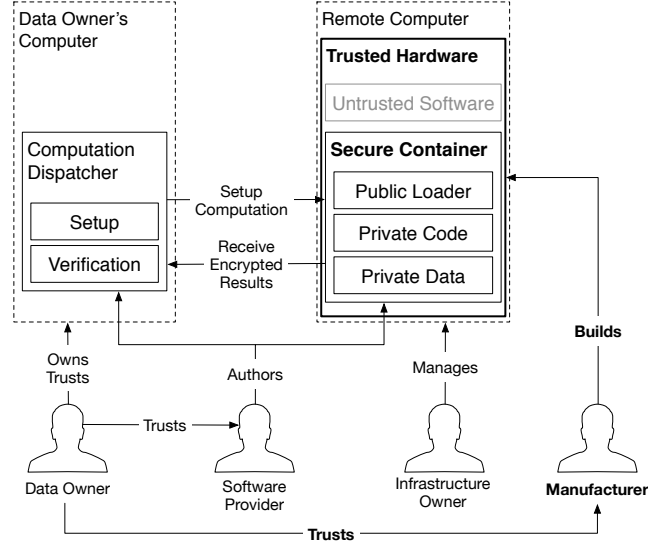 Data Owner's
Computer
Remote Computer
Trusted Hardware
Untrusted Software
Computation
Dispatcher
Setup
Verification
Setup
Computation
Receive
Encrypted
Results
Secure Container
Public Loader
Private Code
Private Data
Owns
Trusts
Authors
Manages
Builds
Trusts
Data Owner
Software
Provider
Infrastructure
Owner
Manufacturer
Trusts